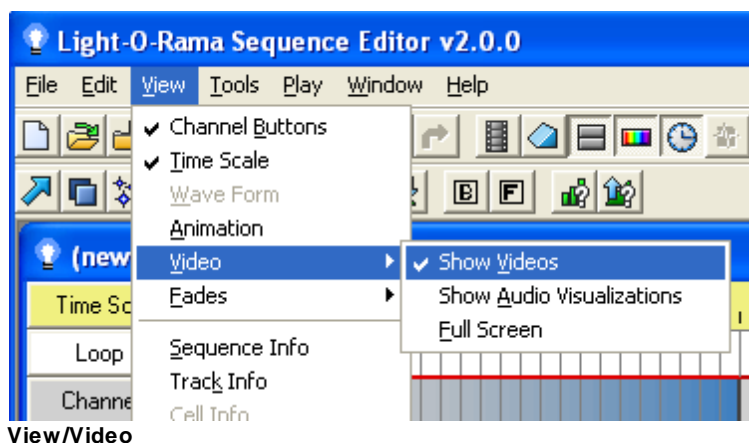 Light-O-Rama Sequence Editor v2.0.0
File Edit View Tools Play Window Help
Channel Buttons
Time Scale
Wave Form
B F
Animation
(new
Video
Show Videos
Time Sc
Fades
Show Audio Visualizations
Full Screen
Loop
Sequence Info
Track Info
Channe
Cell Info
View/Video